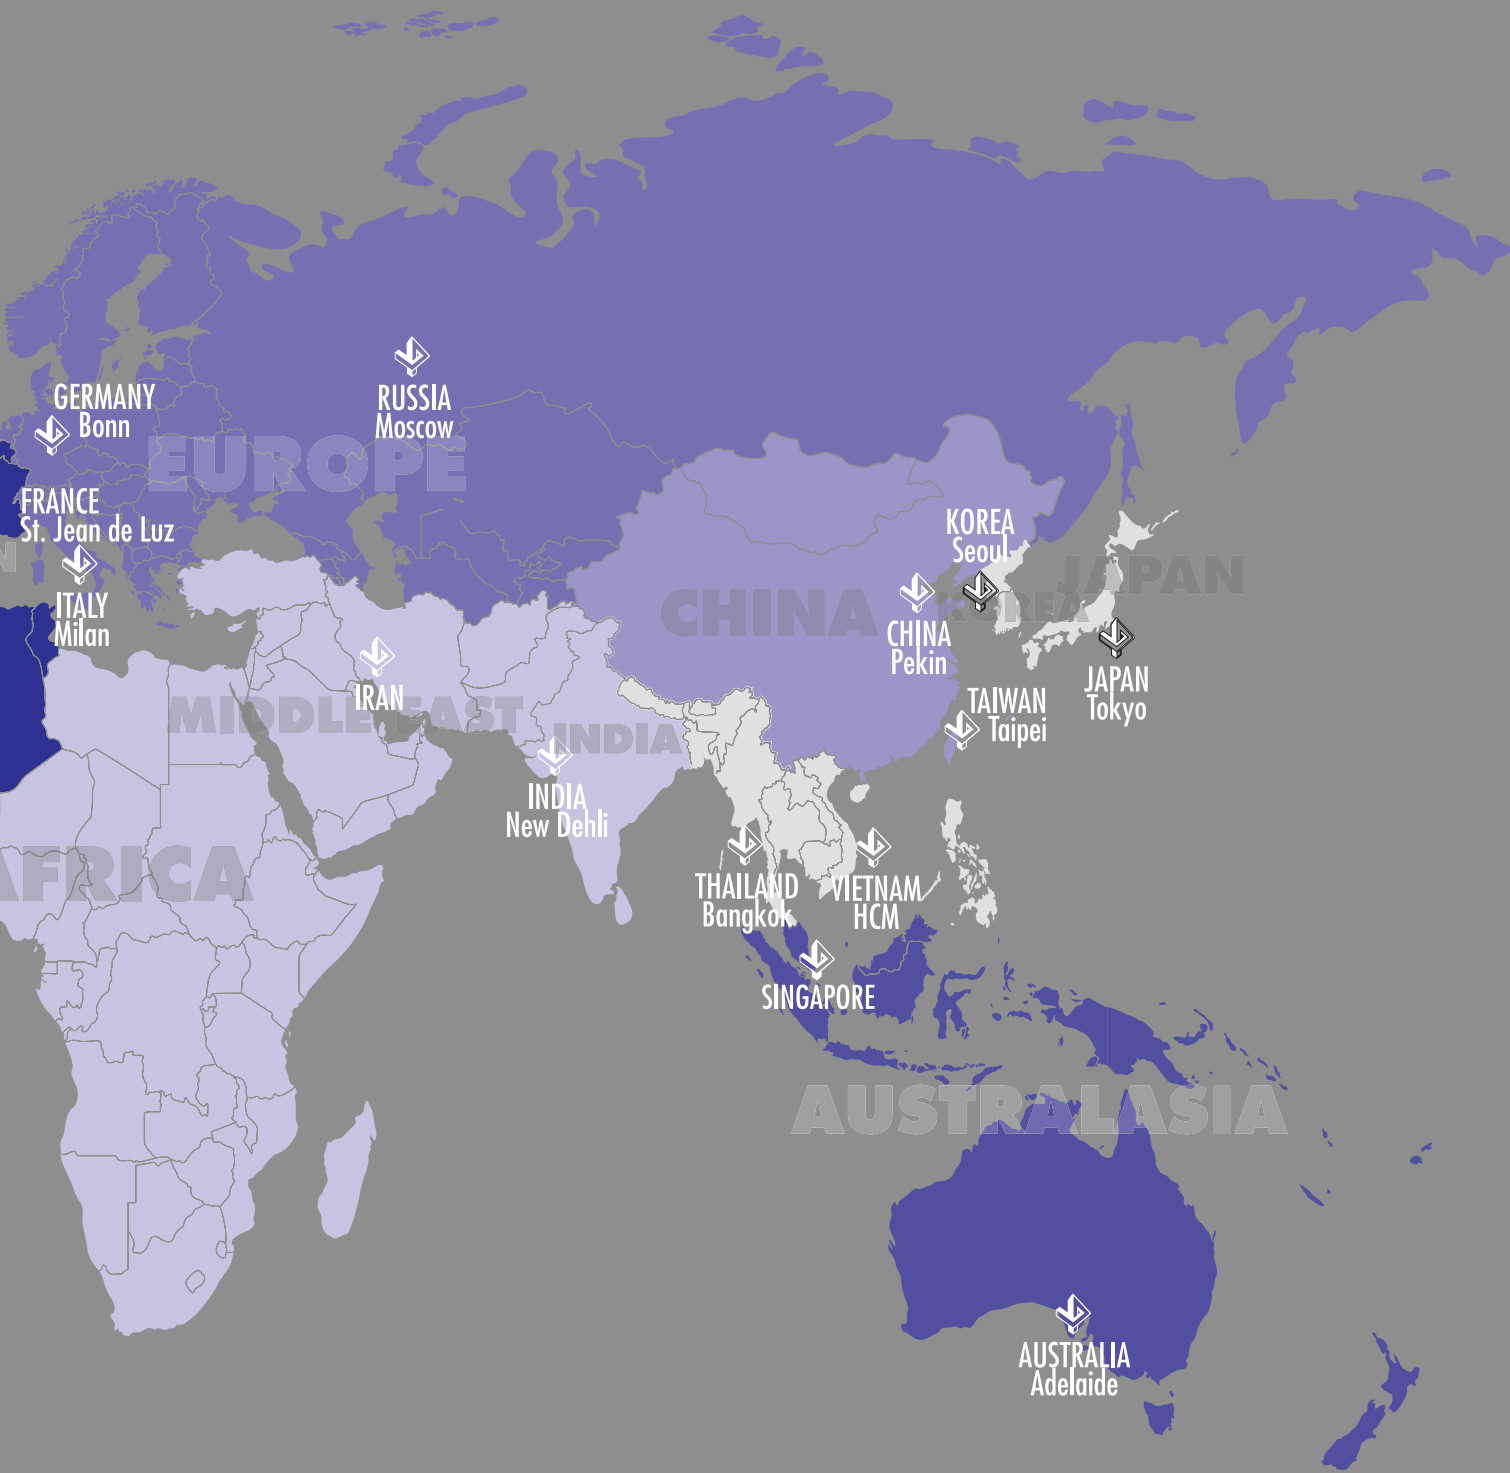 GERMANY
Bonn
RUSSIA
Moscow
EUROPE
FRANCE
St. Jean de Luz
N
ITALY
Milan
KOREA
Seoul
JAPAN
CHINA
KOREA
CHINA
Pekin
JAPAN
Tokyo
IRAN
MIDDLE EAST
TAIWAN
Taipei
INDIA
INDIA
New Dehli
AFRICA
THAILAND
Bangkok
VIETNAM
HCM
SINGAPORE
AUSTRALASIA
AUSTRALIA
Adelaide